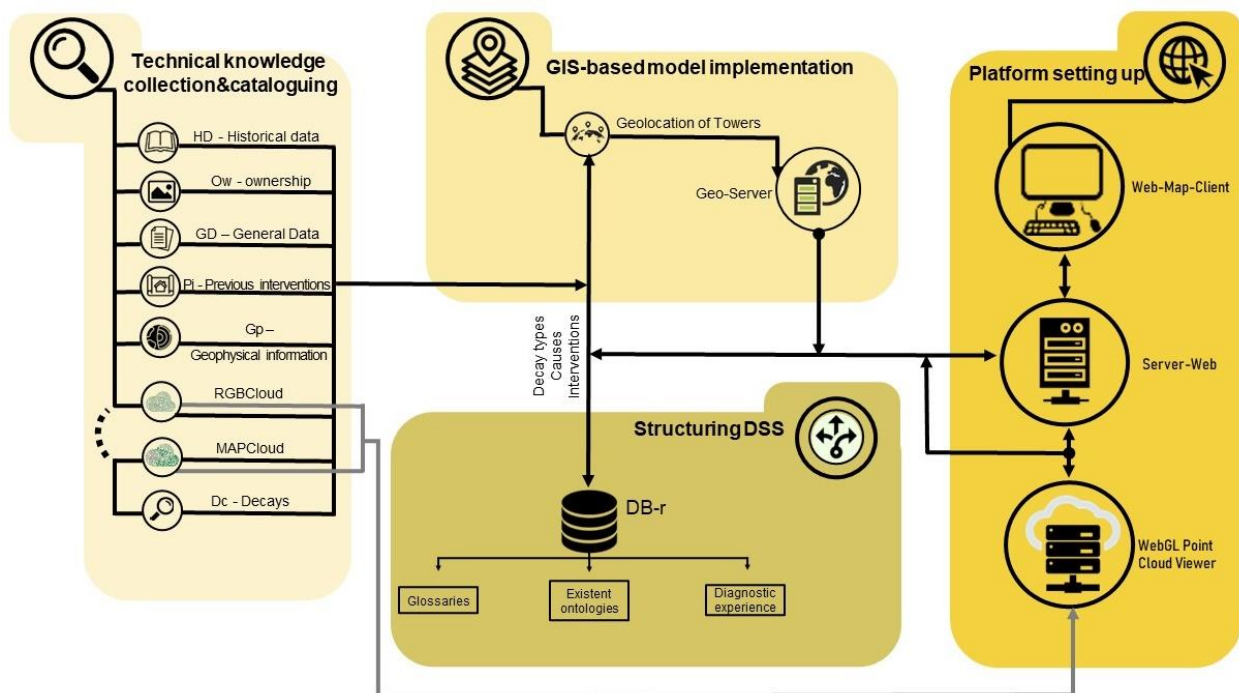 Technical knowledge
collection&cataloguing
HD - Historical data
Ow - ownership
GD – General Data
Pi - Previous interventions
Gp –
Geophysical information
RGBCloud
MAPCloud
Dc - Decays
GIS-based model implementation
Geolocation of Towers
Geo-Server
Decay types
Causes
Interventions
Structuring DSS
DB-r
Glossaries
Existent
ontologies
Diagnostic
experience
Platform setting up
Web-Map-Client
Server-Web
WebGL Point
Cloud Viewer